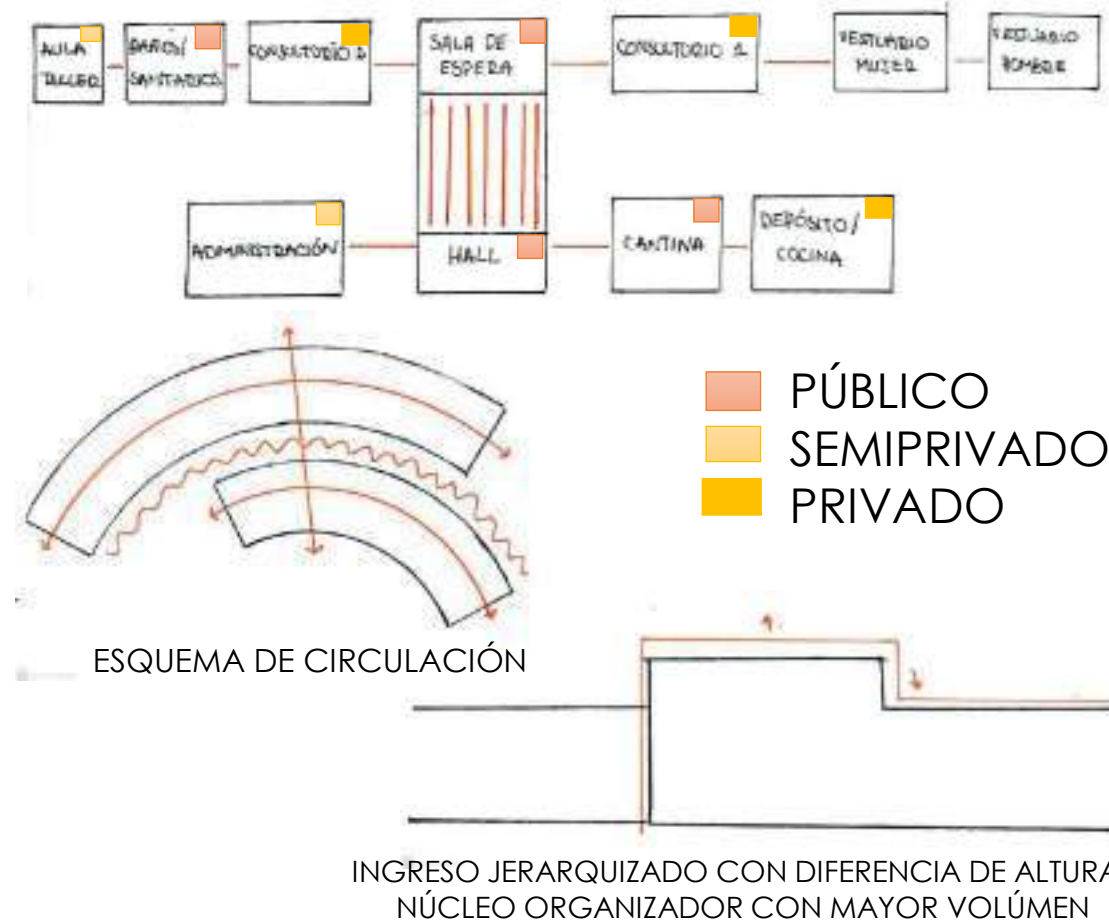 AULA
TALLER
BAÑOS/
SANITARIOS
CONSULTORIO 2
SALA DE
ESPERA
CONSULTORIO 1
VESTUARIO
MUJER
VESTUARIO
HOMBRE
ADMINISTRACIÓN
HALL
CANTINA
DEPÓSITO/
COCINA
PÚBLICO
SEMIPRIVADO
PRIVADO
ESQUEMA DE CIRCULACIÓN
INGRESO JERARQUIZADO CON DIFERENCIA DE ALTURA
NÚCLEO ORGANIZADOR CON MAYOR VOLÚMEN